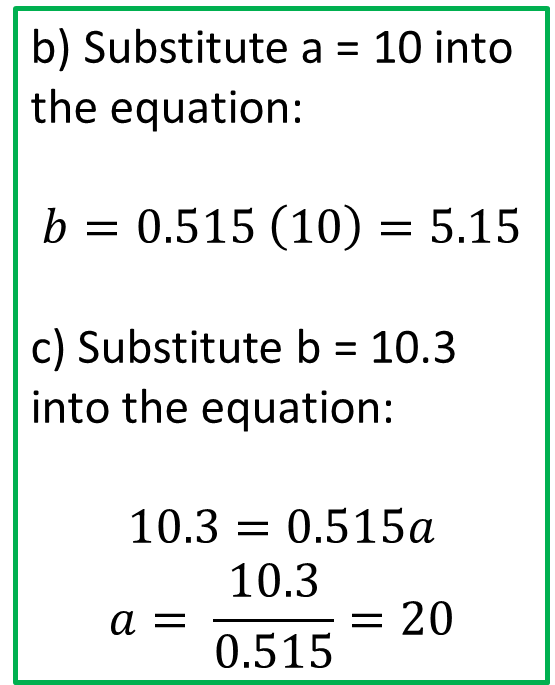 b) Substitute a = 10 into
the equation:
b = 0.515 (10) = 5.15
c) Substitute b = 10.3
into the equation:
10.3 = 0.515a
a = 10.3/0.515 = 20